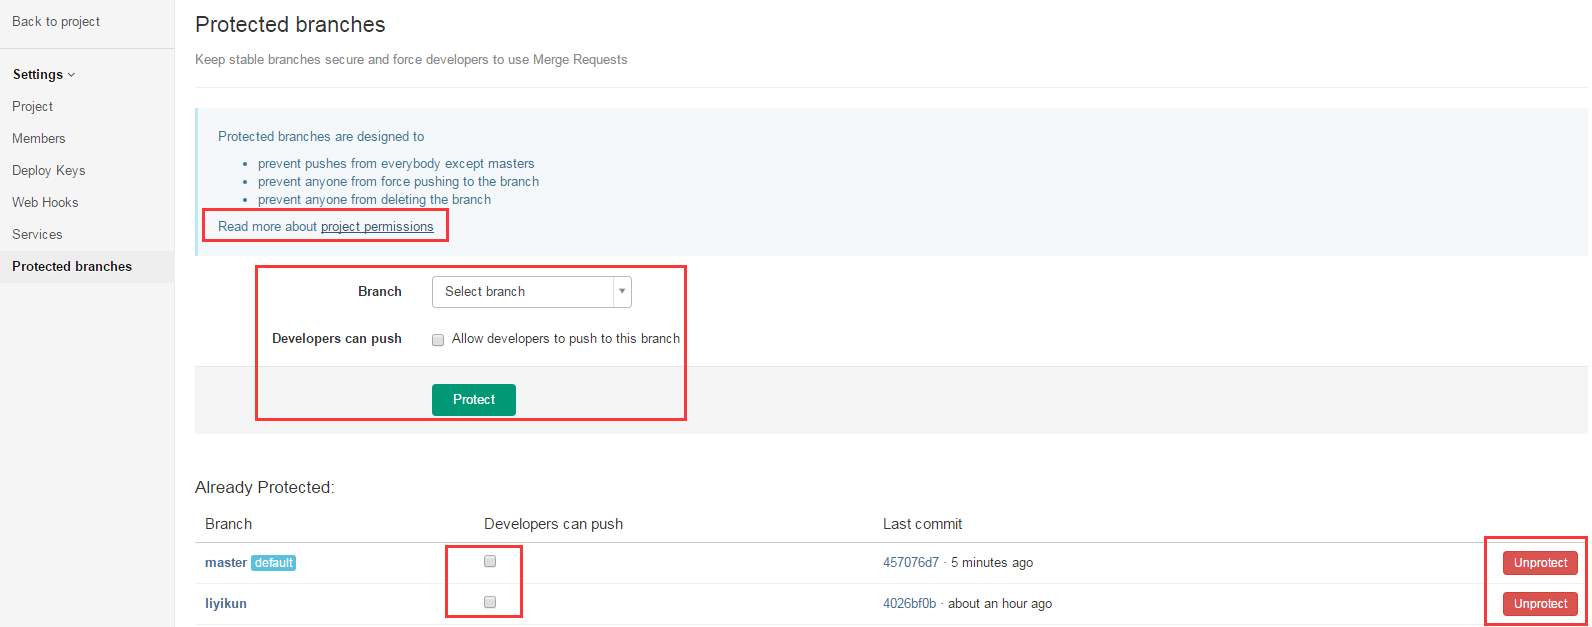 Back to project
Settings
Project
Members
Deploy Keys
Web Hooks
Services
Protected branches
Protected branches
Keep stable branches secure and force developers to use Merge Requests
Protected branches are designed to
• prevent pushes from everybody except masters
• prevent anyone from force pushing to the branch
• prevent anyone from deleting the branch
Read more about project permissions
Branch Select branch
Developers can push Allow developers to push to this branch
Protect
Already Protected:
Branch Developers can push Last commit
master default 457076d7 · 5 minutes ago Unprotect
liyikun 4026bf0b · about an hour ago Unprotect